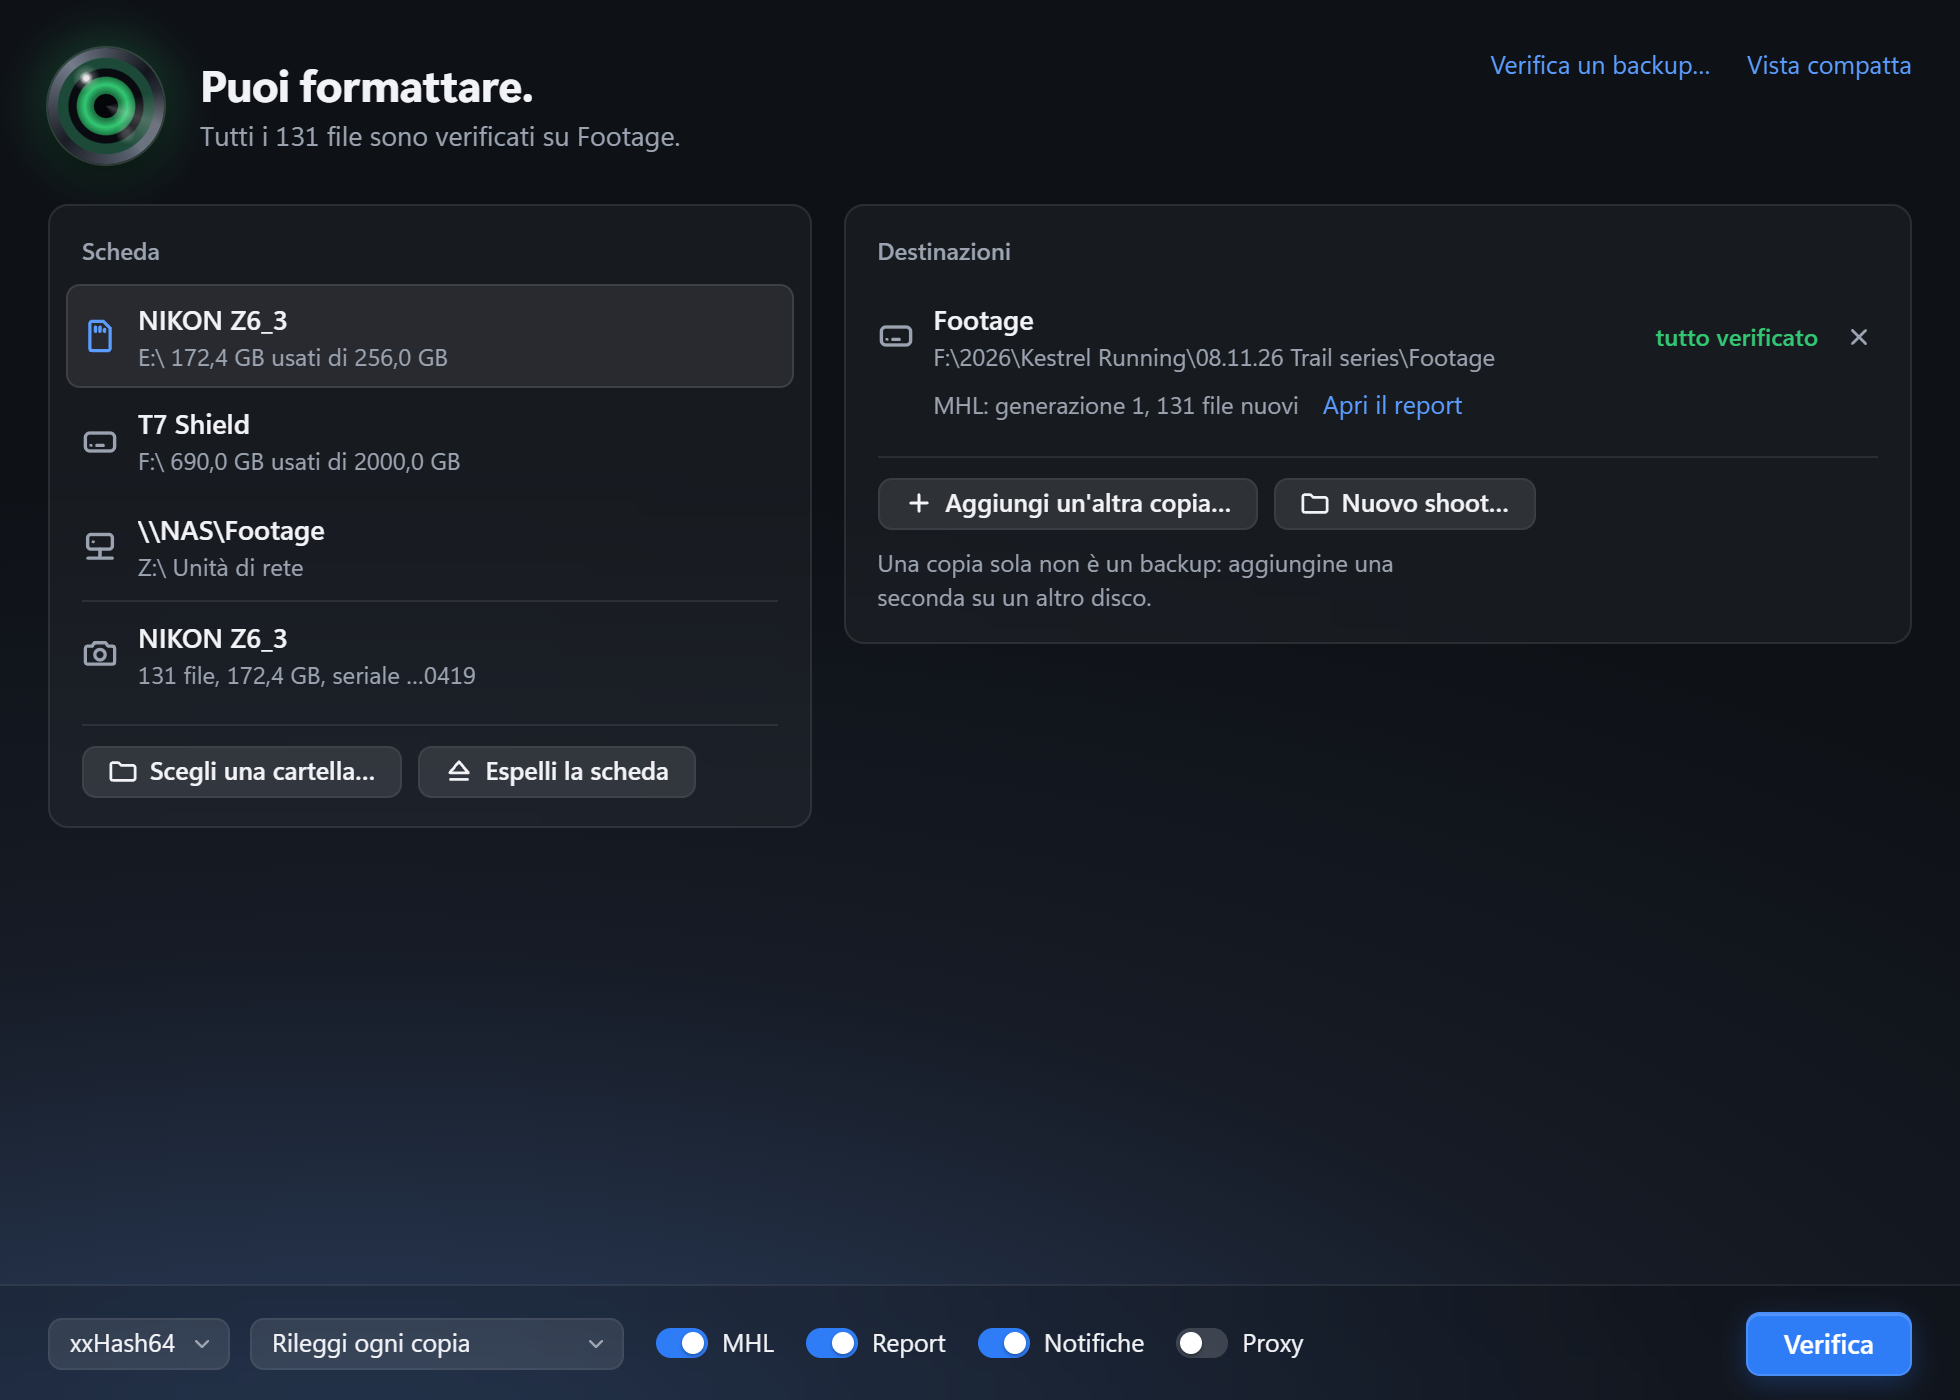 Puoi formattare.
Tutti i 131 file sono verificati su Footage.
Verifica un backup...
Vista compatta
Scheda
NIKON Z6_3
E:\ 172,4 GB usati di 256,0 GB
T7 Shield
F:\ 690,0 GB usati di 2000,0 GB
\\NAS\Footage
Z:\ Unità di rete
NIKON Z6_3
131 file, 172,4 GB, seriale ...0419
Scegli una cartella...
Espelli la scheda
Destinazioni
Footage
F:\2026\Kestrel Running\08.11.26 Trail series\Footage
tutto verificato
MHL: generazione 1, 131 file nuovi
Apri il report
Aggiungi un'altra copia...
Nuovo shoot...
Una copia sola non è un backup: aggiungine una
seconda su un altro disco.
xxHash64
Rileggi ogni copia
MHL
Report
Notifiche
Proxy
Verifica